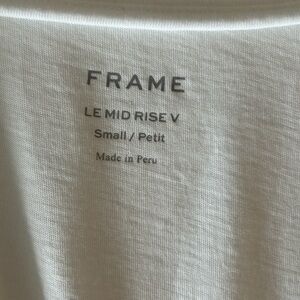 FRAME
LE MID RISE V
Small / Petit
Made in Peru